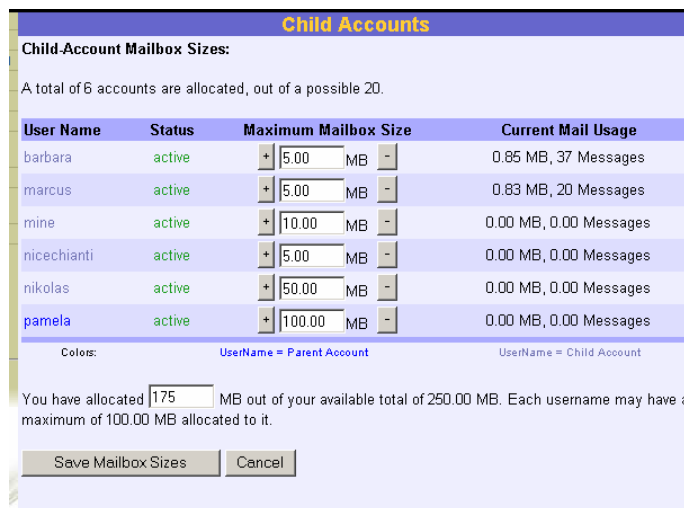 Child Accounts
Child-Account Mailbox Sizes:
A total of 6 accounts are allocated, out of a possible 20.
User Name Status Maximum Mailbox Size Current Mail Usage
barbara active + 5.00 MB - 0.85 MB, 37 Messages
marcus active + 5.00 MB - 0.83 MB, 20 Messages
mine active + 10.00 MB - 0.00 MB, 0.00 Messages
nicechianti active + 5.00 MB - 0.00 MB, 0.00 Messages
nikolas active + 50.00 MB - 0.00 MB, 0.00 Messages
pamela active + 100.00 MB - 0.00 MB, 0.00 Messages
Colors: UserName = Parent Account UserName = Child Account
You have allocated 175 MB out of your available total of 250.00 MB. Each username may have a
maximum of 100.00 MB allocated to it.
Save Mailbox Sizes Cancel